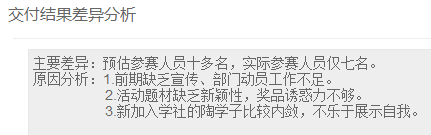 交付结果差异分析
主要差异：预估参赛人员十多名，实际参赛人员仅七名。
原因分析：1.前期缺乏宣传、部门动员工作不足。
2.活动题材缺乏新颖性，奖品诱惑力不够。
3.新加入学社的陶学子比较内敛，不乐于展示自我。